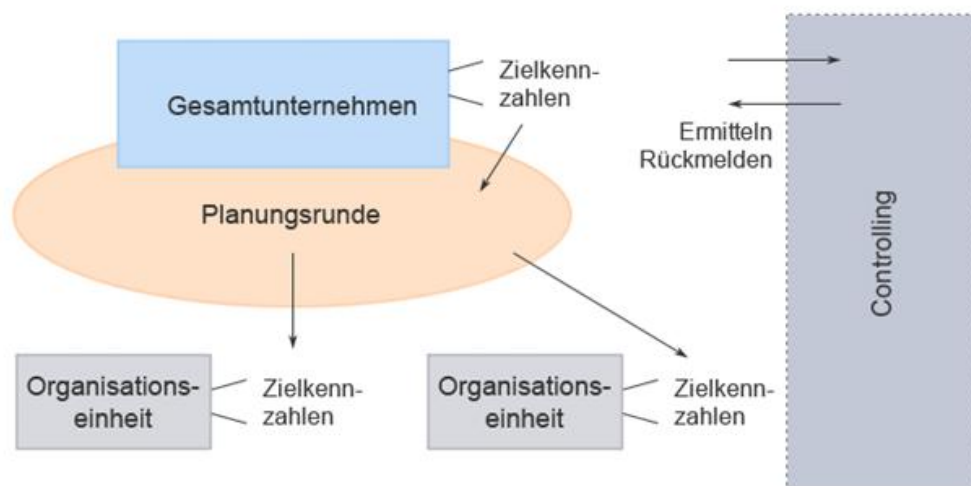 Gesamtunternehmen
Zielkenn-
zahlen
Ermitteln
Rückmelden
Planungsrunde
Controlling
Organisations-
einheit
Zielkenn-
zahlen
Organisations-
einheit
Zielkenn-
zahlen